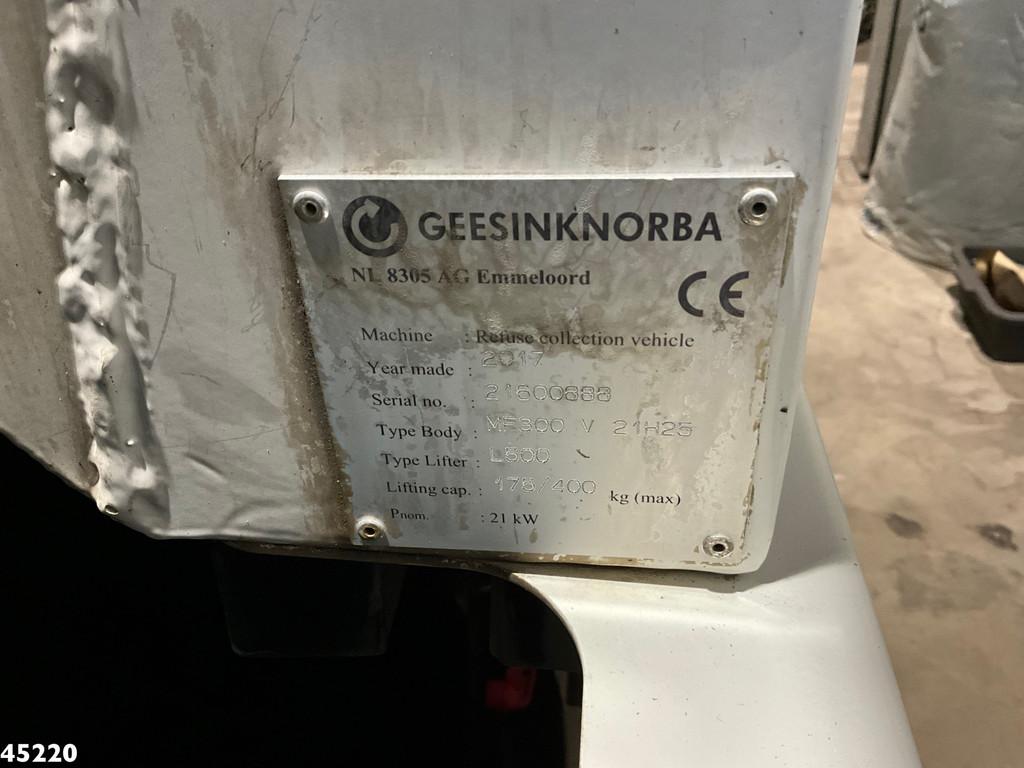 GEESINKNORBA
NL 8305 AG Emmeloord
CE
Machine : Refuse collection vehicle
Year made : 2017
Serial no. : 21600888
Type Body : MF300 V 21H25
Type Lifter : L500
Lifting cap. : 175/400 kg (max)
Pnom. : 21 kW
45220